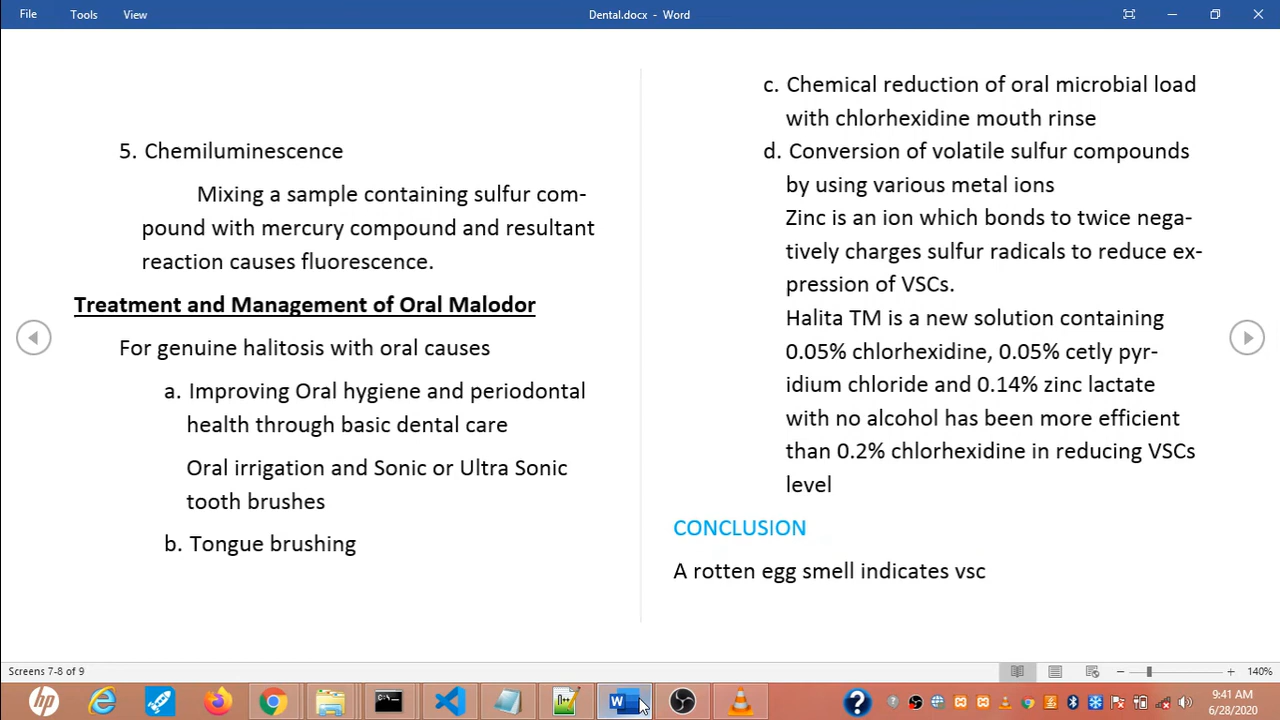 File Tools View Dental.docx - Word
5. Chemiluminescence
Mixing a sample containing sulfur com-
pound with mercury compound and resultant
reaction causes fluorescence.
Treatment and Management of Oral Malodor
For genuine halitosis with oral causes
a. Improving Oral hygiene and periodontal
health through basic dental care
Oral irrigation and Sonic or Ultra Sonic
tooth brushes
b. Tongue brushing
c. Chemical reduction of oral microbial load
with chlorhexidine mouth rinse
d. Conversion of volatile sulfur compounds
by using various metal ions
Zinc is an ion which bonds to twice nega-
tively charges sulfur radicals to reduce ex-
pression of VSCs.
Halita TM is a new solution containing
0.05% chlorhexidine, 0.05% cetly pyr-
idium chloride and 0.14% zinc lactate
with no alcohol has been more efficient
than 0.2% chlorhexidine in reducing VSCs
level
CONCLUSION
A rotten egg smell indicates vsc
Screens 7-8 of 9 140%
9:41 AM
6/28/2020